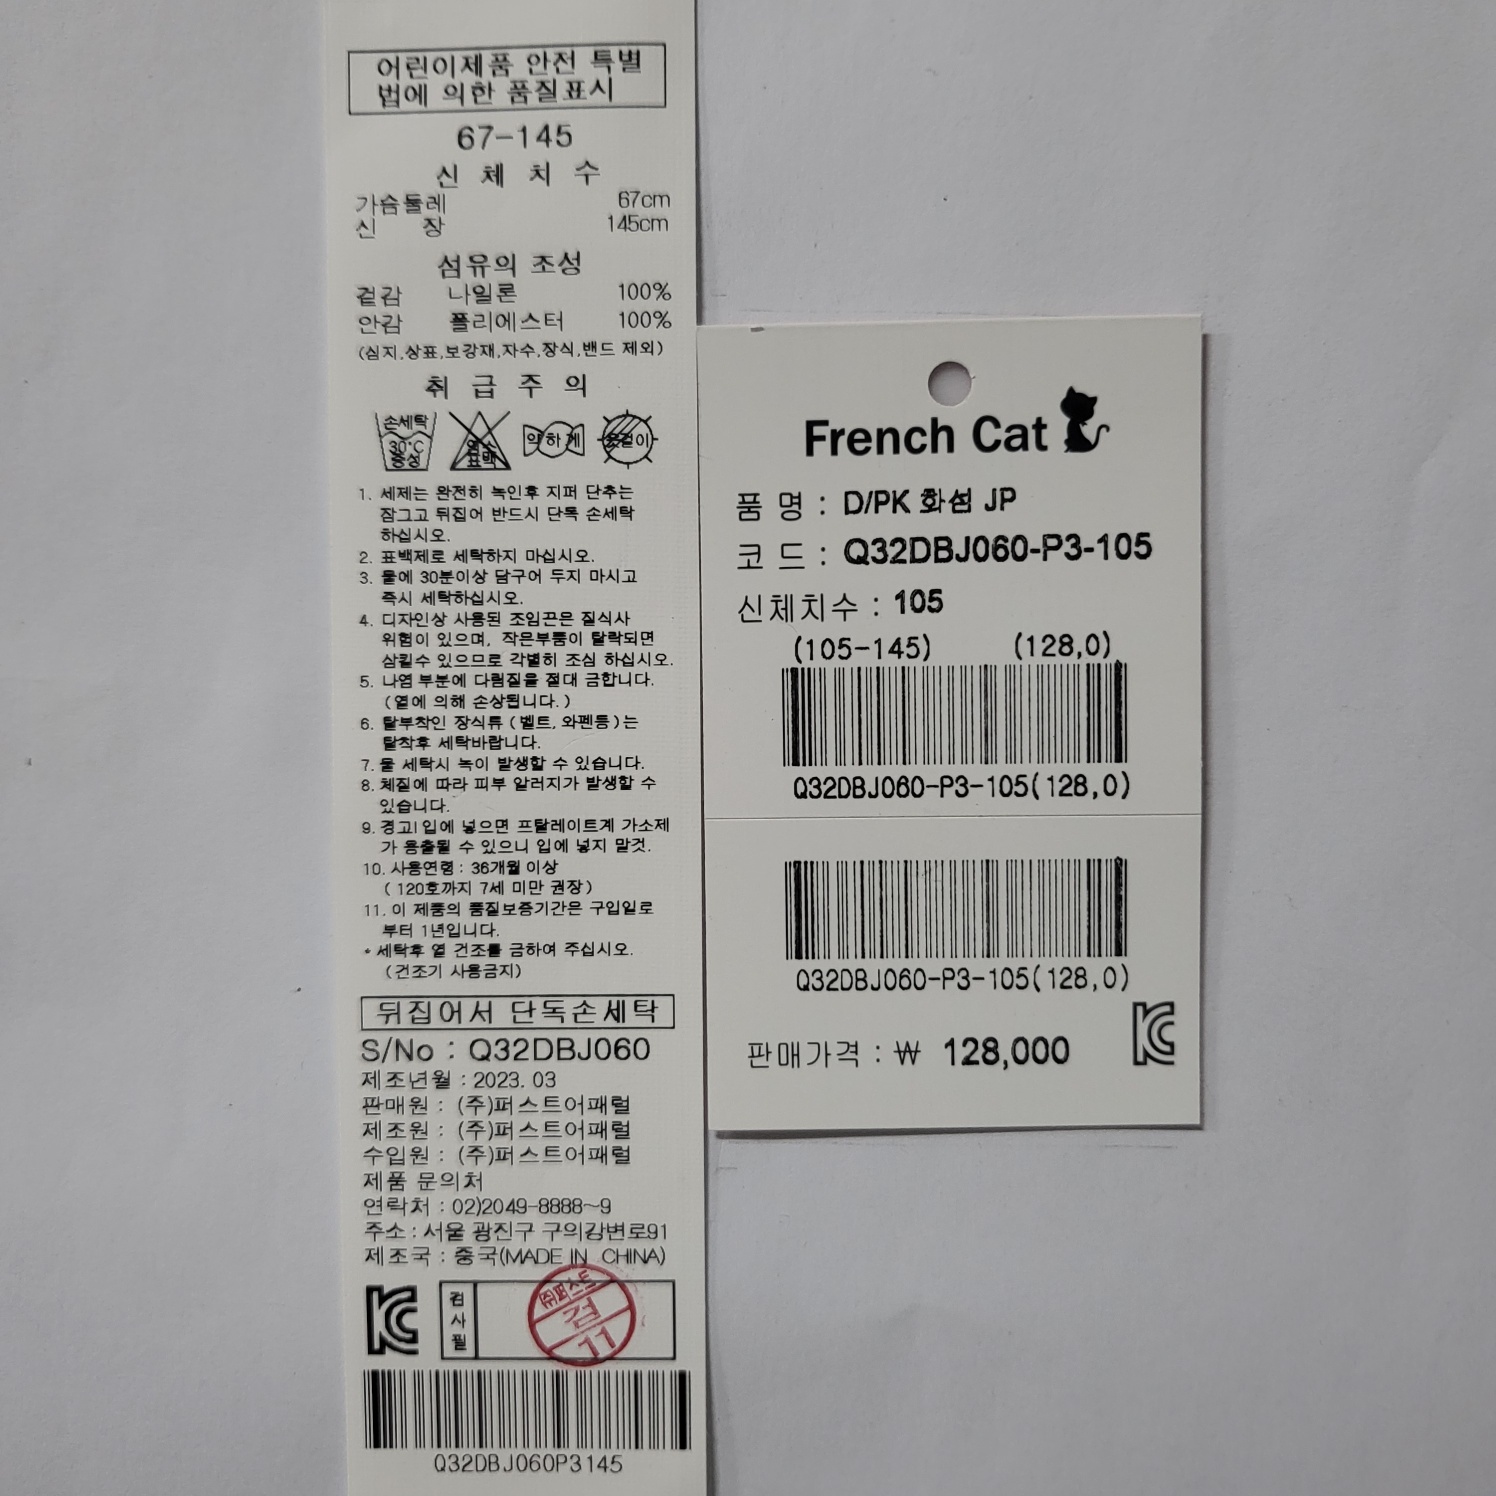 어린이제품 안전 특별
법에 의한 품질표시
67-145
신 체 치 수
가슴둘레 67cm
신 장 145cm
섬유의 조성
겉감 나일론 100%
안감 폴리에스터 100%
(심지,상표,보강재,자수,장식,밴드 제외)
취 급 주 의
손세탁
30°C
중성
염소
표백
약하게
옷걸이
1. 세제는 완전히 녹인후 지퍼 단추는
잠그고 뒤집어 반드시 단독 손세탁
하십시오.
2. 표백제로 세탁하지 마십시오.
3. 물에 30분이상 담구어 두지 마시고
즉시 세탁하십시오.
4. 디자인상 사용된 조임끈은 질식사
위험이 있으며, 작은부품이 탈락되면
삼킬수 있으므로 각별히 조심 하십시오.
5. 나염 부분에 다림질을 절대 금합니다.
(열에 의해 손상됩니다.)
6. 탈부착인 장식류 (벨트, 와펜등)는
탈착후 세탁바랍니다.
7. 물 세탁시 녹이 발생할 수 있습니다.
8. 체질에 따라 피부 알러지가 발생할 수
있습니다.
9. 경고! 입에 넣으면 프탈레이트계 가소제
가 용출될 수 있으니 입에 넣지 말것.
10. 사용연령 : 36개월 이상
( 120호까지 7세 미만 권장)
11. 이 제품의 품질보증기간은 구입일로
부터 1년입니다.
* 세탁후 열 건조를 금하여 주십시오.
(건조기 사용금지)
뒤집어서 단독손세탁
S/No : Q32DBJ060
제조년월 : 2023. 03
판매원 : (주)퍼스트어패럴
제조원 : (주)퍼스트어패럴
수입원 : (주)퍼스트어패럴
제품 문의처
연락처 : 02)2049-8888~9
주소 : 서울 광진구 구의강변로91
제조국 : 중국(MADE IN CHINA)
KC
검사필
㈜퍼스트
검
11
Q32DBJ060P3145
French Cat
품 명 : D/PK 화섬 JP
코 드 : Q32DBJ060-P3-105
신체치수 : 105
(105-145) (128,0)
Q32DBJ060-P3-105(128,0)
Q32DBJ060-P3-105(128,0)
판매가격 : ₩ 128,000
KC